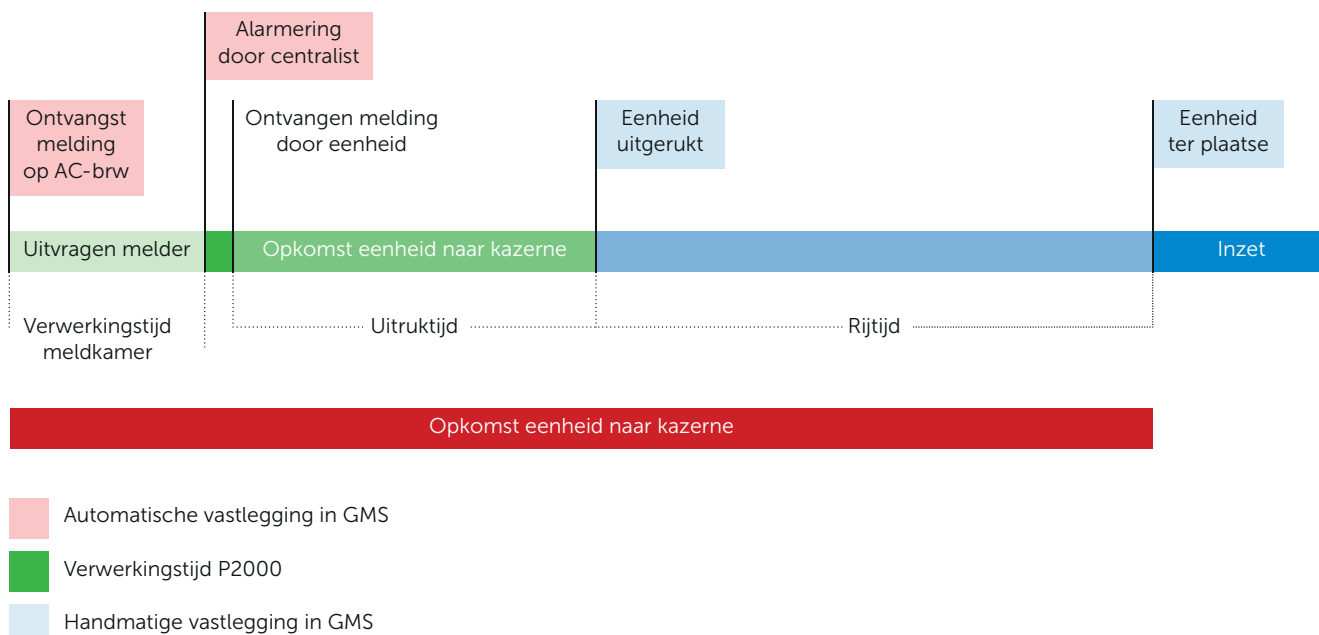 Alarmering
door centralist
Ontvangst
melding
op AC-brw
Ontvangen melding
door eenheid
Eenheid
uitgerukt
Eenheid
ter plaatse
Uitvragen melder
Opkomst eenheid naar kazerne
Inzet
Verwerkingstijd
meldkamer
Uitruktijd
Rijtijd
Opkomst eenheid naar kazerne
Automatische vastlegging in GMS
Verwerkingstijd P2000
Handmatige vastlegging in GMS